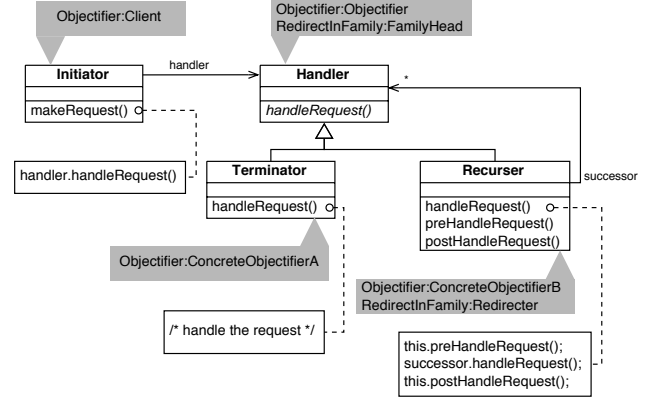 Objectifier:Client
Objectifier:Objectifier
RedirectInFamily:FamilyHead
Initiator
handler
Handler
*
makeRequest()
handleRequest()
handler.handleRequest()
Terminator
Recurser
successor
handleRequest()
handleRequest()
preHandleRequest()
postHandleRequest()
Objectifier:ConcreteObjectifierA
Objectifier:ConcreteObjectifierB
RedirectInFamily:Redirecter
/* handle the request */
this.preHandleRequest();
successor.handleRequest();
this.postHandleRequest();